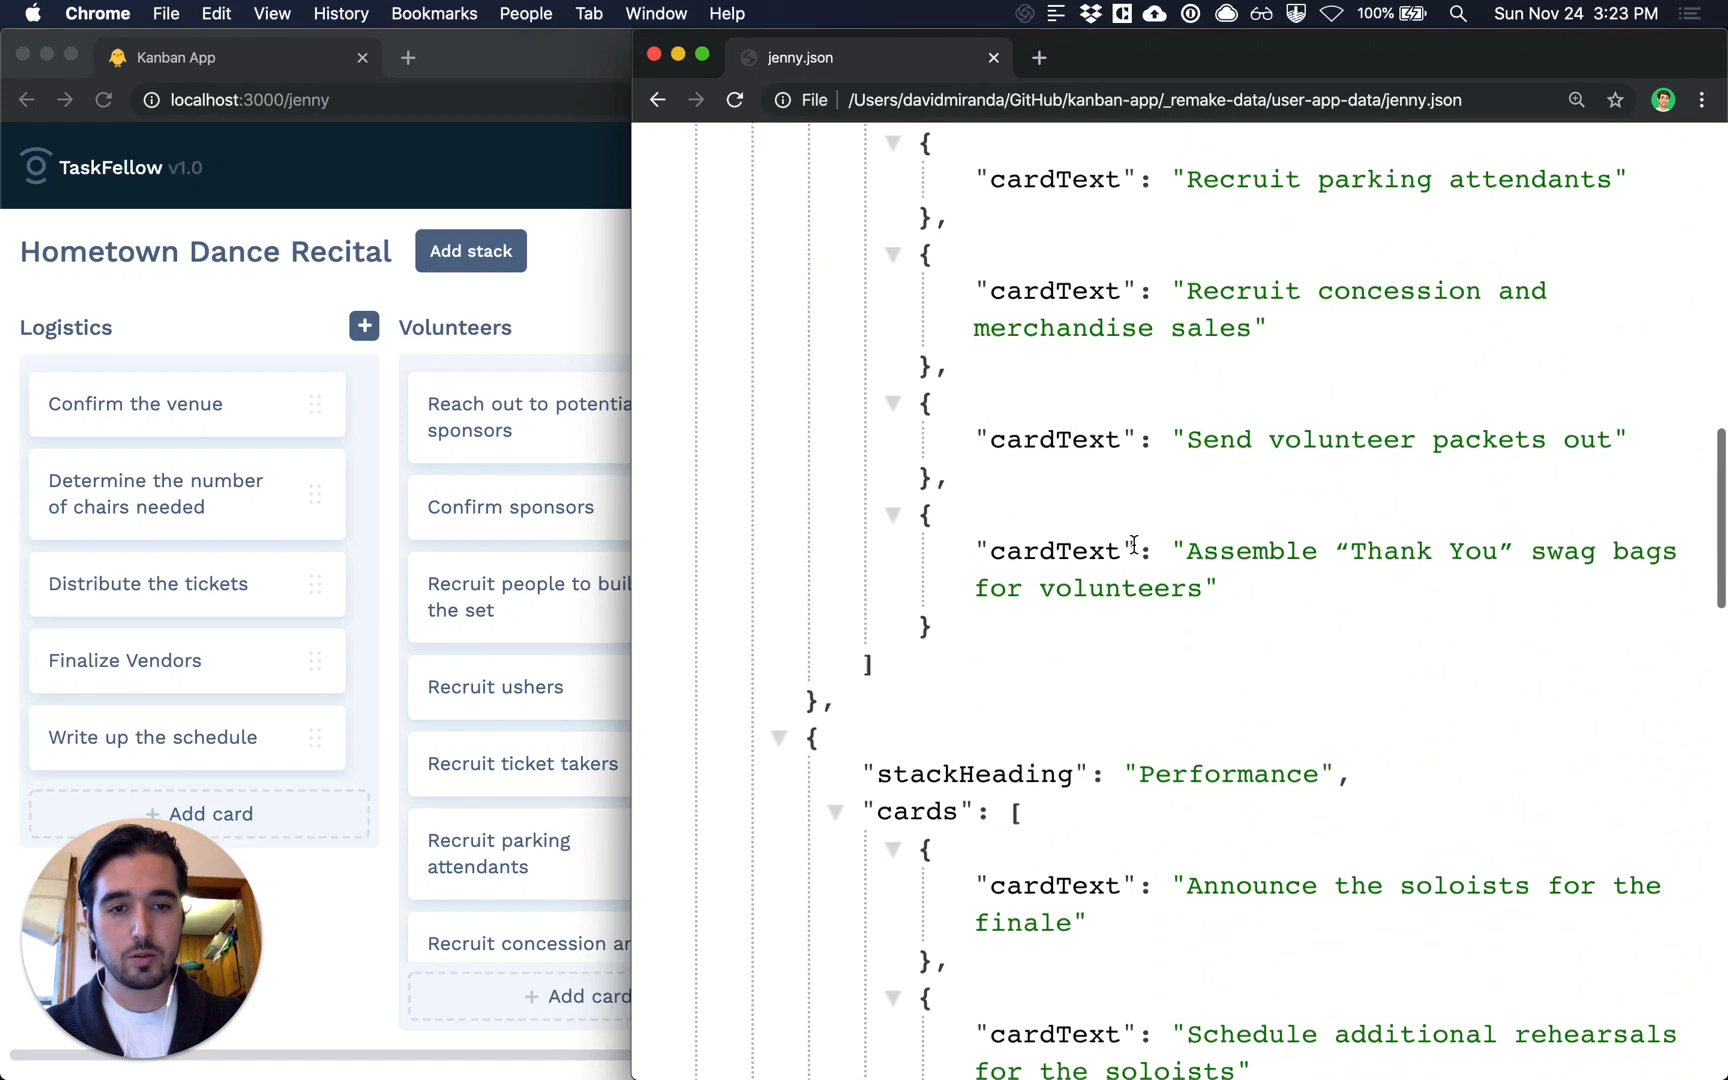 Chrome File Edit View History Bookmarks People Tab Window Help 100% Sun Nov 24 3:23 PM
Kanban App
localhost:3000/jenny
TaskFellow v1.0
Hometown Dance Recital Add stack
Logistics +
Confirm the venue
Determine the number
of chairs needed
Distribute the tickets
Finalize Vendors
Write up the schedule
+ Add card
Volunteers
Reach out to potentia
sponsors
Confirm sponsors
Recruit people to buil
the set
Recruit ushers
Recruit ticket takers
Recruit parking
attendants
Recruit concession ar
+ Add card
jenny.json
File /Users/davidmiranda/GitHub/kanban-app/_remake-data/user-app-data/jenny.json
{
"cardText": "Recruit parking attendants"
},
{
"cardText": "Recruit concession and
merchandise sales"
},
{
"cardText": "Send volunteer packets out"
},
{
"cardText": "Assemble “Thank You” swag bags
for volunteers"
}
]
},
{
"stackHeading": "Performance",
"cards": [
{
"cardText": "Announce the soloists for the
finale"
},
{
"cardText": "Schedule additional rehearsals
for the soloists"